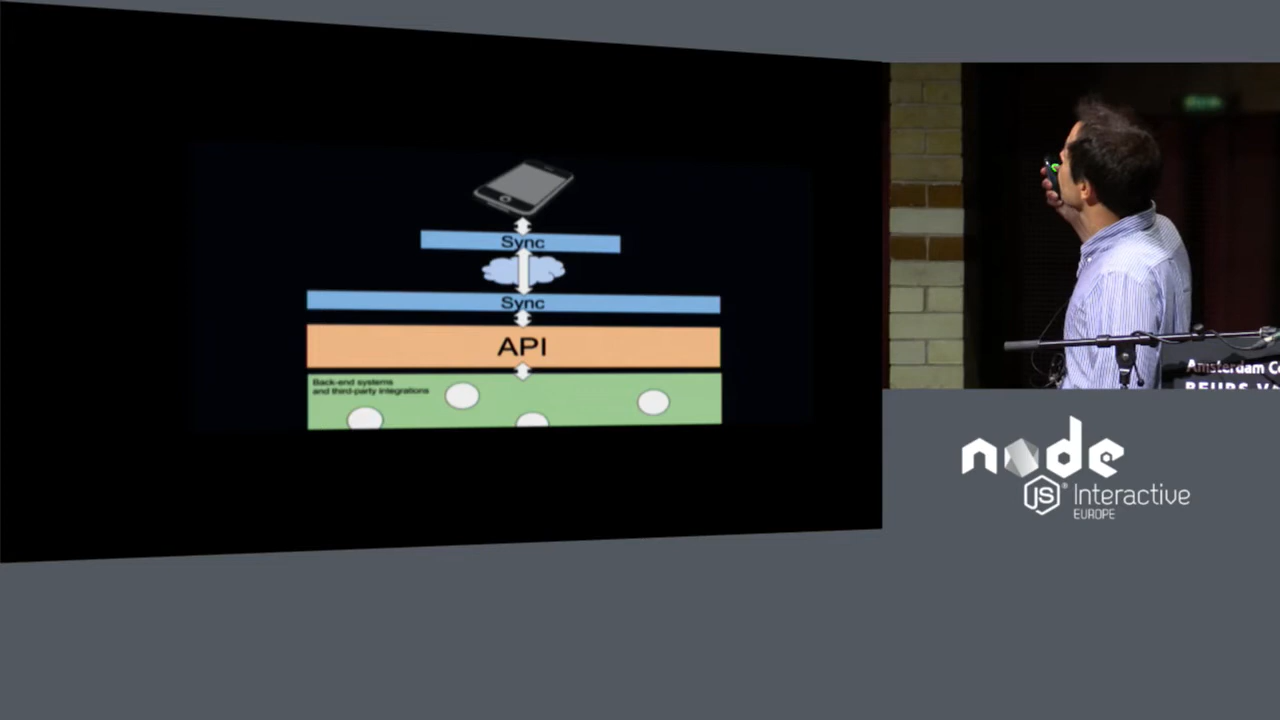 Sync
Sync
API
Back-end systems
and third-party integrations
Amsterdam
node
JS
Interactive
EUROPE